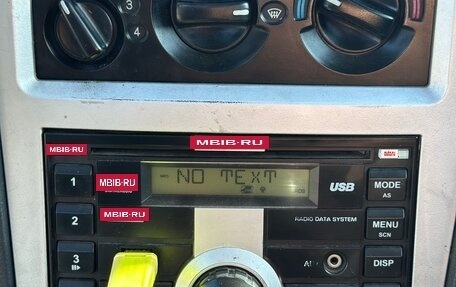 3
4
MBIB-RU
MBIB-RU
1
MBIB-RU
NO TEXT
USB
MODE
AS
2
MBIB-RU
RADIO DATA SYSTEM
MENU
SCN
3
DISP